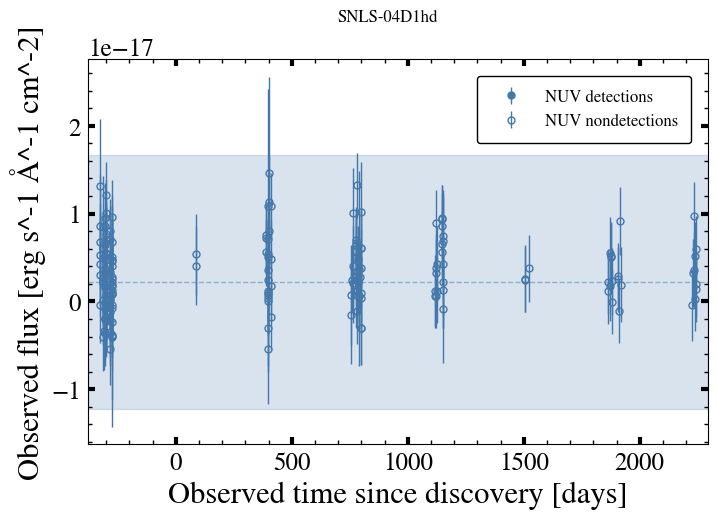 SNLS-04D1hd
1e−17
Observed flux [erg s^-1 Å^-1 cm^-2]
2
1
0
−1
NUV detections
NUV nondetections
0 500 1000 1500 2000
Observed time since discovery [days]